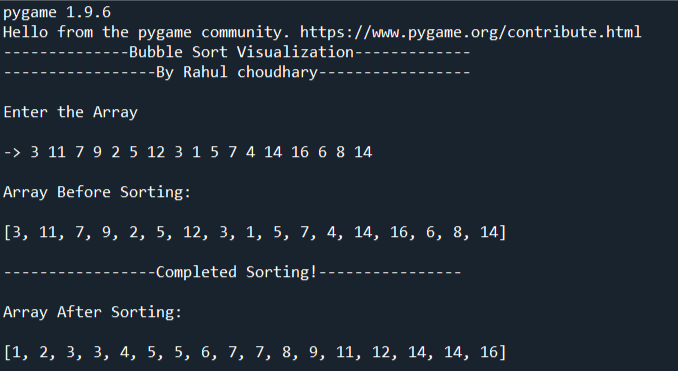 pygame 1.9.6
Hello from the pygame community. https://www.pygame.org/contribute.html
--------------Bubble Sort Visualization-------------
-----------------By Rahul choudhary-----------------
Enter the Array
-> 3 11 7 9 2 5 12 3 1 5 7 4 14 16 6 8 14
Array Before Sorting:
[3, 11, 7, 9, 2, 5, 12, 3, 1, 5, 7, 4, 14, 16, 6, 8, 14]
-----------------Completed Sorting!----------------
Array After Sorting:
[1, 2, 3, 3, 4, 5, 5, 6, 7, 7, 8, 9, 11, 12, 14, 14, 16]